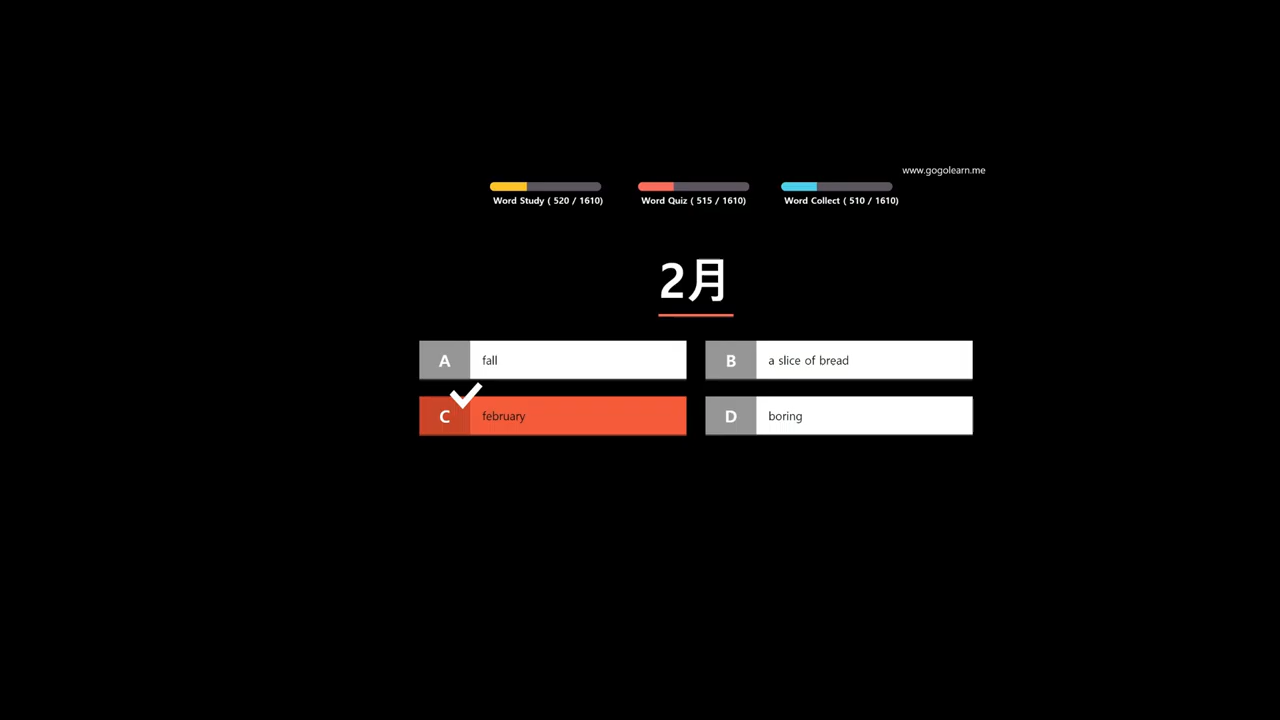 www.gogolearn.me
Word Study ( 520 / 1610)
Word Quiz ( 515 / 1610)
Word Collect ( 510 / 1610)
2月
A fall
B a slice of bread
C february
D boring